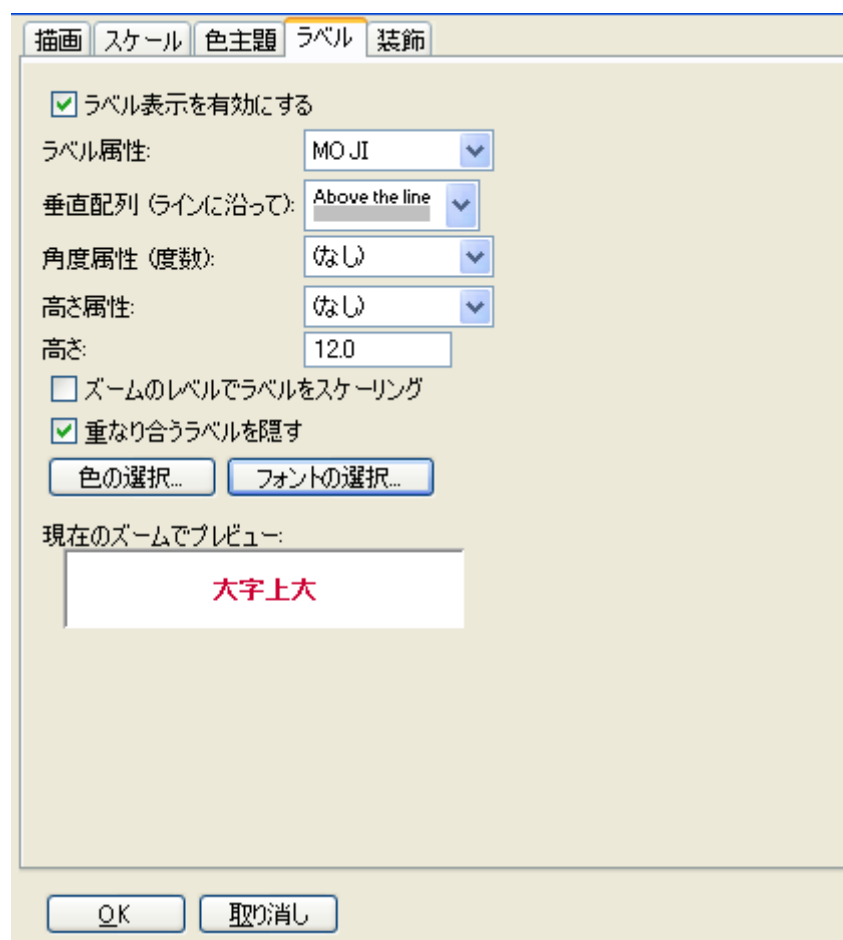 描画 スケール 色主題 ラベル 装飾
ラベル表示を有効にする
ラベル属性: MOJI
垂直配列 (ラインに沿って): Above the line
角度属性 (度数): (なし)
高さ属性: (なし)
高さ: 12.0
ズームのレベルでラベルをスケーリング
重なり合うラベルを隠す
色の選択... フォントの選択...
現在のズームでプレビュー:
大字上大
OK 取り消し